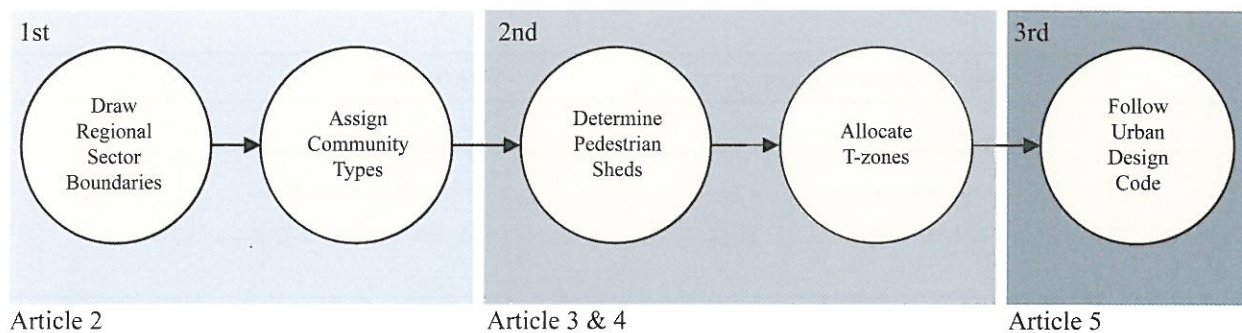 1st
Draw
Regional
Sector
Boundaries
Assign
Community
Types
2nd
Determine
Pedestrian
Sheds
Allocate
T-zones
3rd
Follow
Urban
Design
Code
Article 2
Article 3 & 4
Article 5